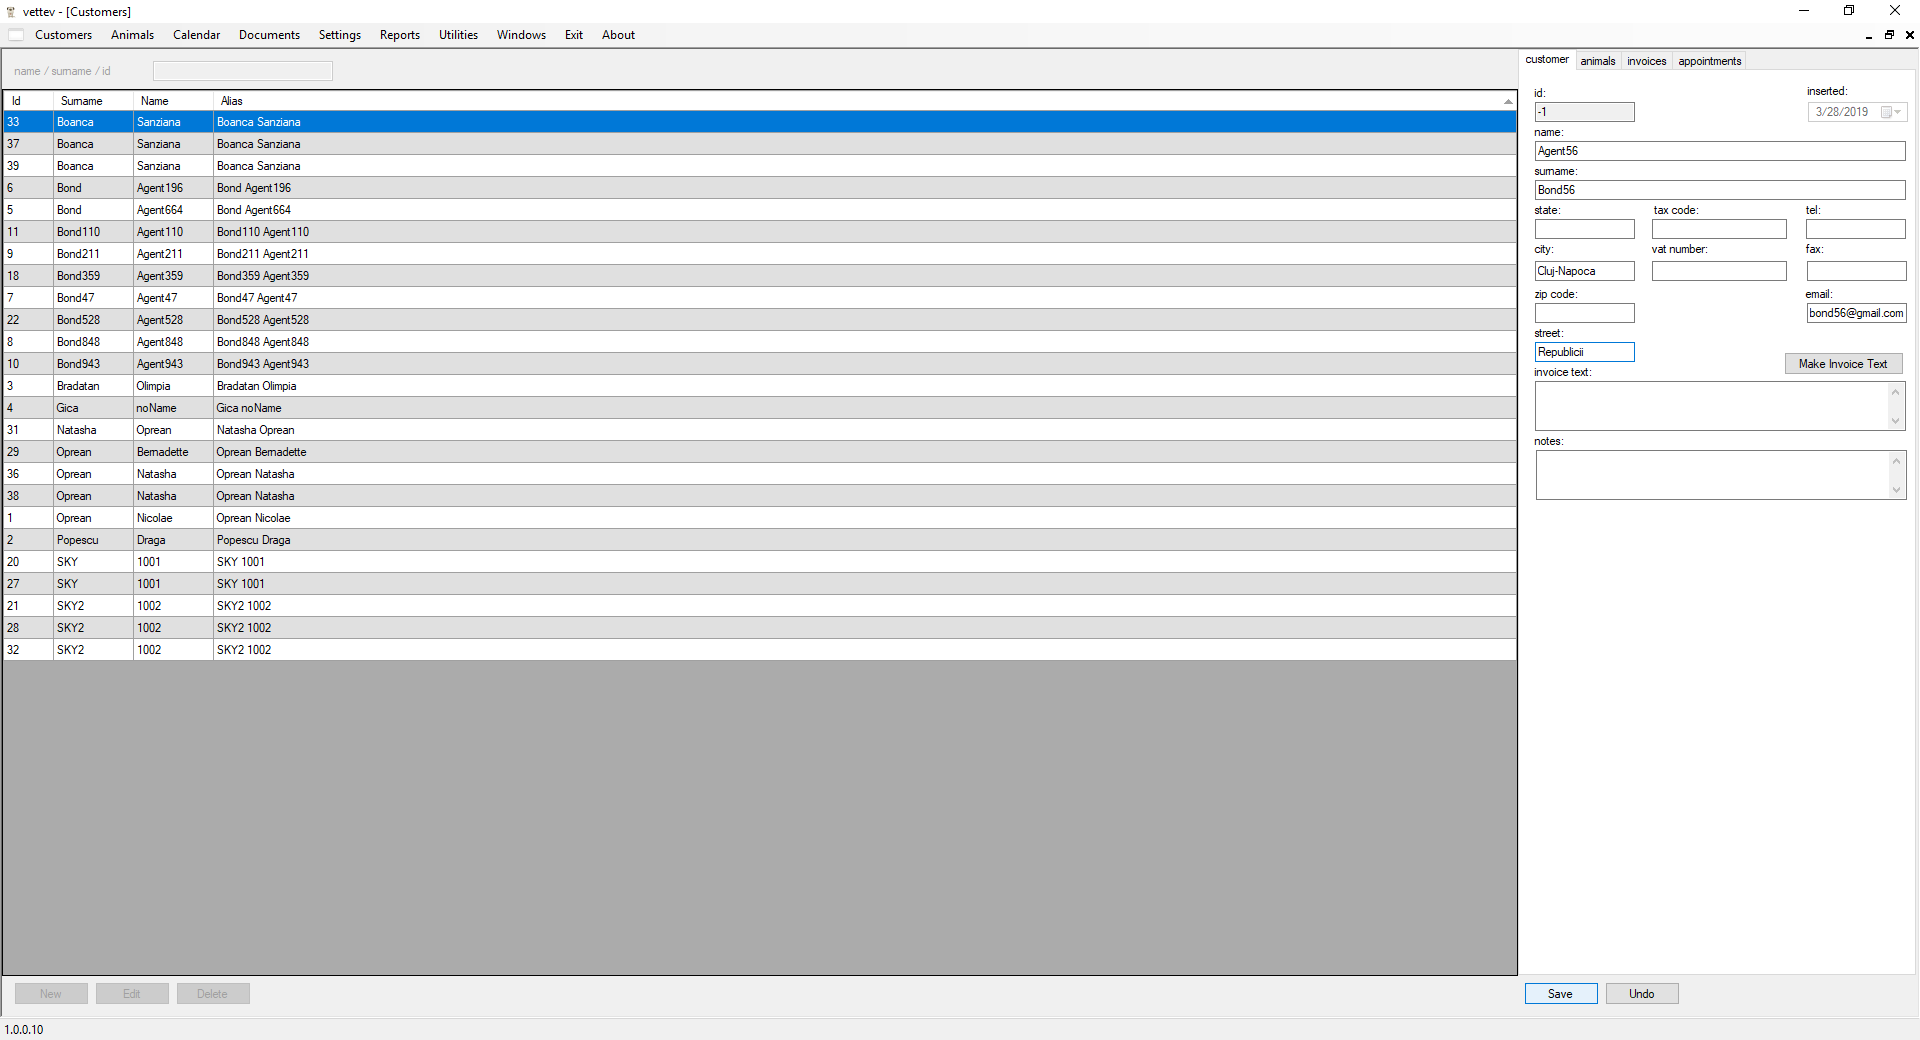 vettev - [Customers]
Customers Animals Calendar Documents Settings Reports Utilities Windows Exit About
name / surname / id
Id Surname Name Alias
33 Boanca Sanziana Boanca Sanziana
37 Boanca Sanziana Boanca Sanziana
39 Boanca Sanziana Boanca Sanziana
6 Bond Agent196 Bond Agent196
5 Bond Agent664 Bond Agent664
11 Bond110 Agent110 Bond110 Agent110
9 Bond211 Agent211 Bond211 Agent211
18 Bond359 Agent359 Bond359 Agent359
7 Bond47 Agent47 Bond47 Agent47
22 Bond528 Agent528 Bond528 Agent528
8 Bond848 Agent848 Bond848 Agent848
10 Bond943 Agent943 Bond943 Agent943
3 Bradatan Olimpia Bradatan Olimpia
4 Gica noName Gica noName
31 Natasha Oprean Natasha Oprean
29 Oprean Bernadette Oprean Bernadette
36 Oprean Natasha Oprean Natasha
38 Oprean Natasha Oprean Natasha
1 Oprean Nicolae Oprean Nicolae
2 Popescu Draga Popescu Draga
20 SKY 1001 SKY 1001
27 SKY 1001 SKY 1001
21 SKY2 1002 SKY2 1002
28 SKY2 1002 SKY2 1002
32 SKY2 1002 SKY2 1002
New Edit Delete
customer animals invoices appointments
id: inserted:
-1 3/28/2019
name:
Agent56
surname:
Bond56
state: tax code: tel:
city: vat number: fax:
Cluj-Napoca
zip code: email:
bond56@gmail.com
street:
Republicii
Make Invoice Text
invoice text:
notes:
Save Undo
1.0.0.10